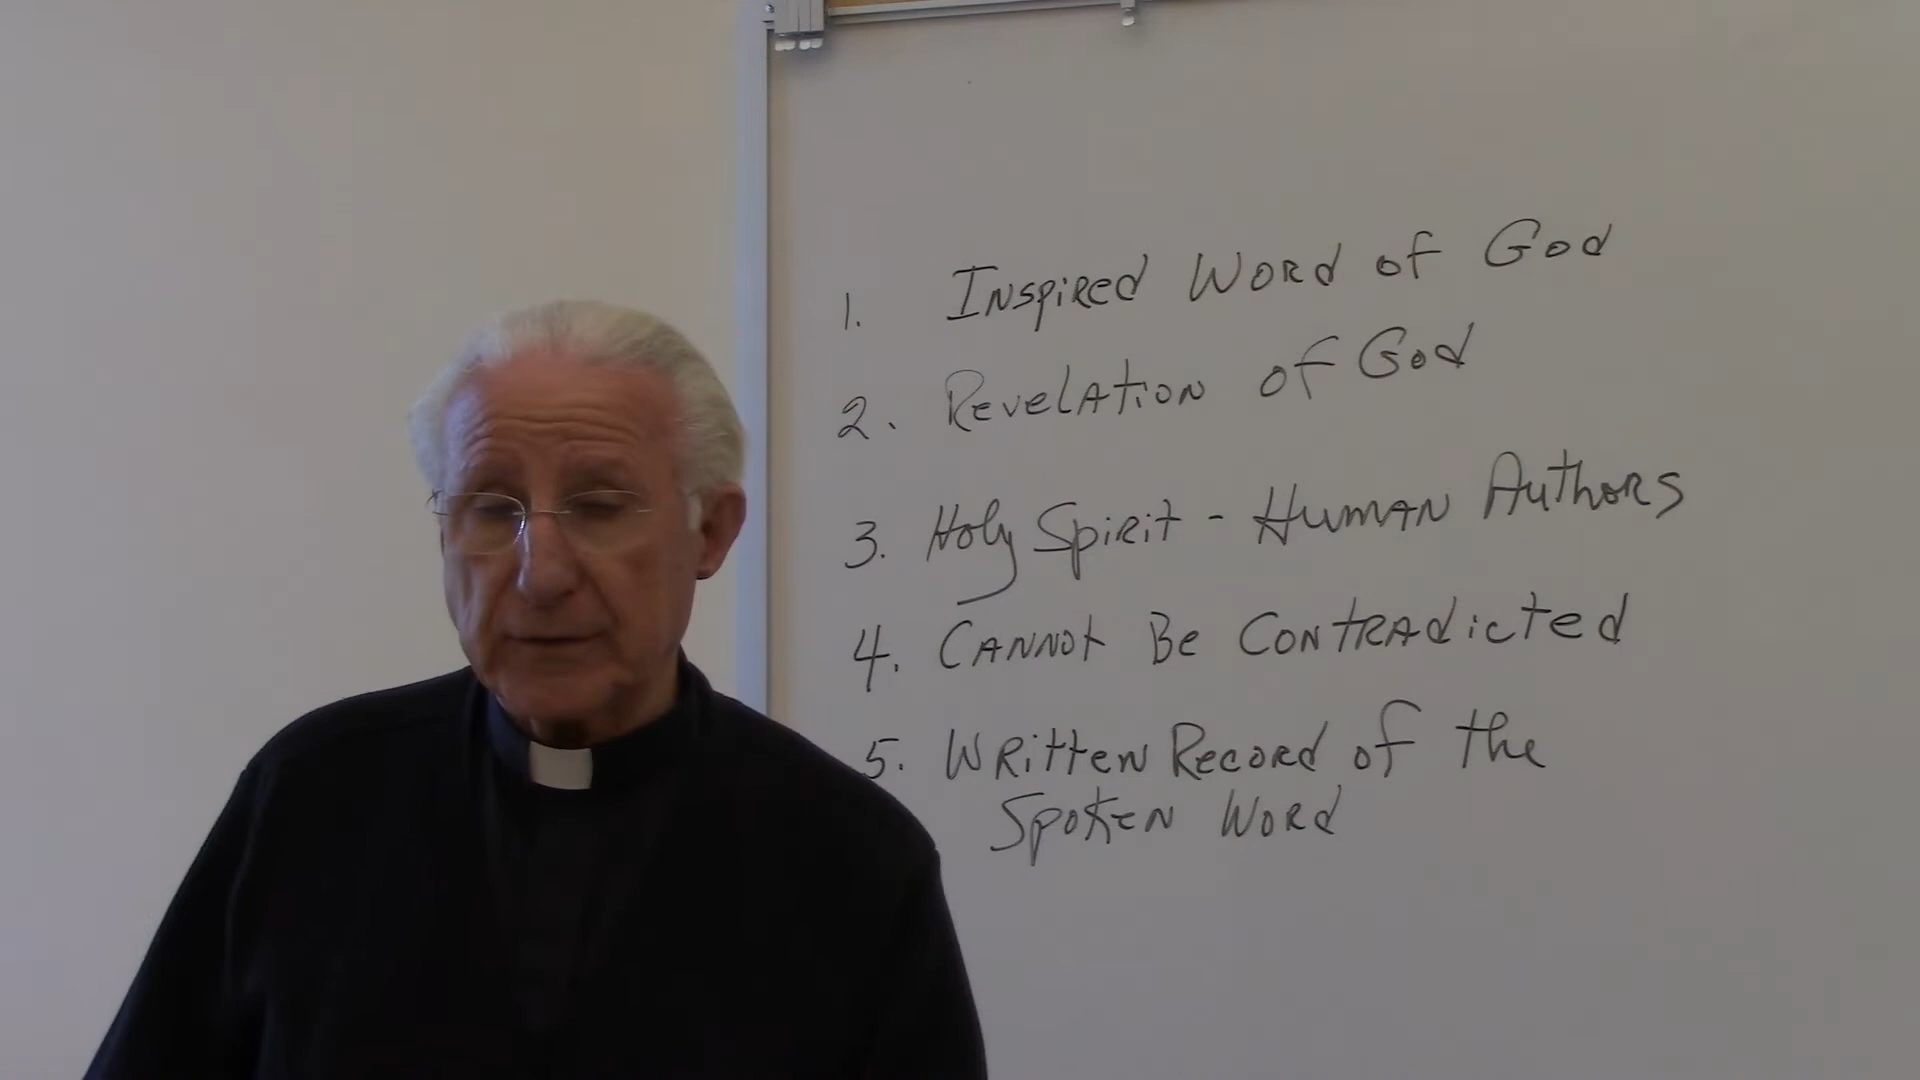 1. Inspired Word of God
2. Revelation of God
3. Holy Spirit - Human Authors
4. Cannot Be Contradicted
5. Written Record of the
Spoken Word